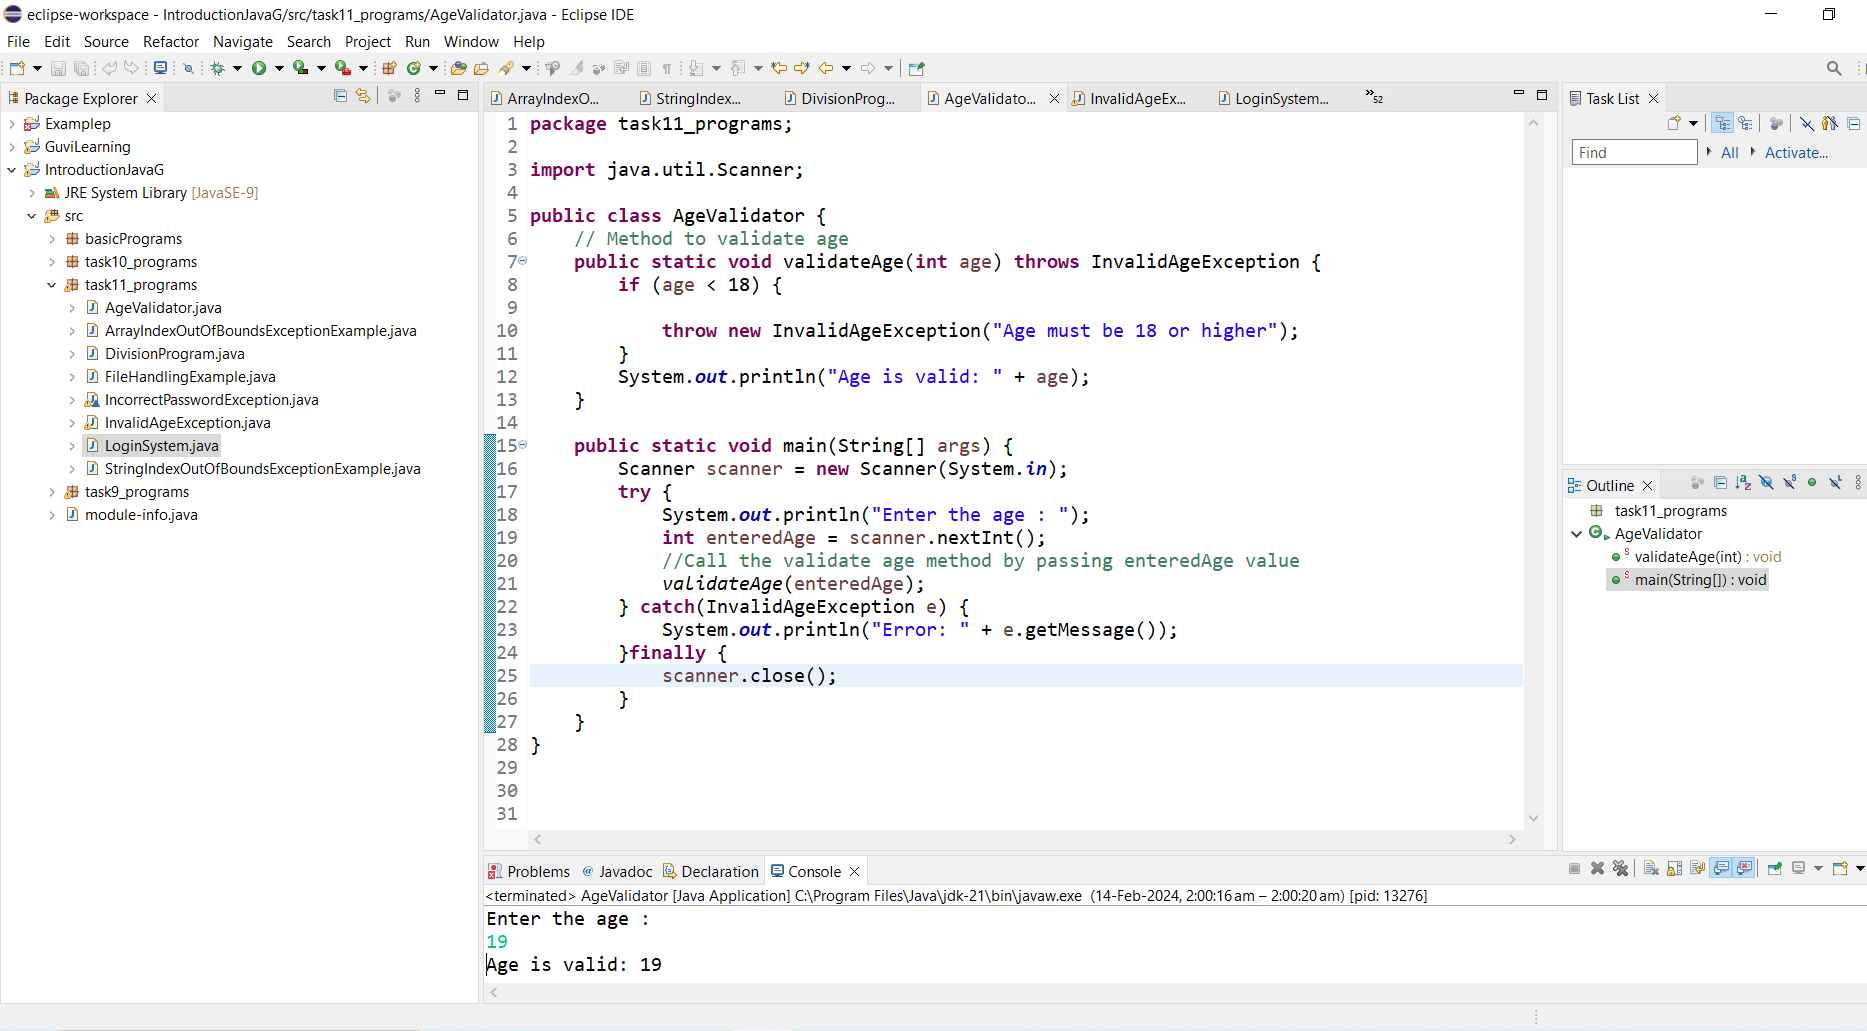 eclipse-workspace - IntroductionJavaG/src/task11_programs/AgeValidator.java - Eclipse IDE
File Edit Source Refactor Navigate Search Project Run Window Help
Package Explorer
Examplep
GuviLearning
IntroductionJavaG
JRE System Library [JavaSE-9]
src
basicPrograms
task10_programs
task11_programs
AgeValidator.java
ArrayIndexOutOfBoundsExceptionExample.java
DivisionProgram.java
FileHandlingExample.java
IncorrectPasswordException.java
InvalidAgeException.java
LoginSystem.java
StringIndexOutOfBoundsExceptionExample.java
task9_programs
module-info.java
ArrayIndexO... StringIndex... DivisionProg... AgeValidato... InvalidAgeEx... LoginSystem... »52
1 package task11_programs;
2
3 import java.util.Scanner;
4
5 public class AgeValidator {
6 // Method to validate age
7 public static void validateAge(int age) throws InvalidAgeException {
8 if (age < 18) {
9
10 throw new InvalidAgeException("Age must be 18 or higher");
11 }
12 System.out.println("Age is valid: " + age);
13 }
14
15 public static void main(String[] args) {
16 Scanner scanner = new Scanner(System.in);
17 try {
18 System.out.println("Enter the age : ");
19 int enteredAge = scanner.nextInt();
20 //Call the validate age method by passing enteredAge value
21 validateAge(enteredAge);
22 } catch(InvalidAgeException e) {
23 System.out.println("Error: " + e.getMessage());
24 }finally {
25 scanner.close();
26 }
27 }
28 }
29
30
31
Task List
Find All Activate...
Outline
task11_programs
AgeValidator
validateAge(int) : void
main(String[]) : void
Problems @ Javadoc Declaration Console
<terminated> AgeValidator [Java Application] C:\Program Files\Java\jdk-21\bin\javaw.exe (14-Feb-2024, 2:00:16 am – 2:00:20 am) [pid: 13276]
Enter the age :
19
Age is valid: 19